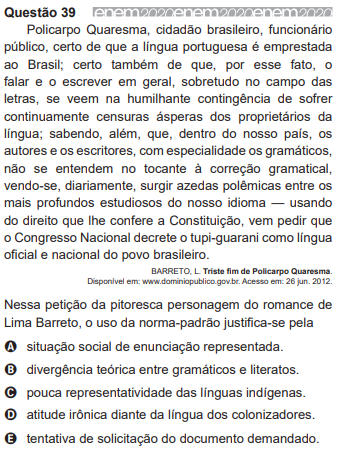 Questão 39 enem2020enem2020enem2020
Policarpo Quaresma, cidadão brasileiro, funcionário
público, certo de que a língua portuguesa é emprestada
ao Brasil; certo também de que, por esse fato, o
falar e o escrever em geral, sobretudo no campo das
letras, se veem na humilhante contingência de sofrer
continuamente censuras ásperas dos proprietários da
língua; sabendo, além, que, dentro do nosso país, os
autores e os escritores, com especialidade os gramáticos,
não se entendem no tocante à correção gramatical,
vendo-se, diariamente, surgir azedas polêmicas entre os
mais profundos estudiosos do nosso idioma — usando
do direito que lhe confere a Constituição, vem pedir que
o Congresso Nacional decrete o tupi-guarani como língua
oficial e nacional do povo brasileiro.
BARRETO, L. Triste fim de Policarpo Quaresma.
Disponível em: www.dominiopublico.gov.br. Acesso em: 26 jun. 2012.
Nessa petição da pitoresca personagem do romance de
Lima Barreto, o uso da norma-padrão justifica-se pela
A situação social de enunciação representada.
B divergência teórica entre gramáticos e literatos.
C pouca representatividade das línguas indígenas.
D atitude irônica diante da língua dos colonizadores.
E tentativa de solicitação do documento demandado.